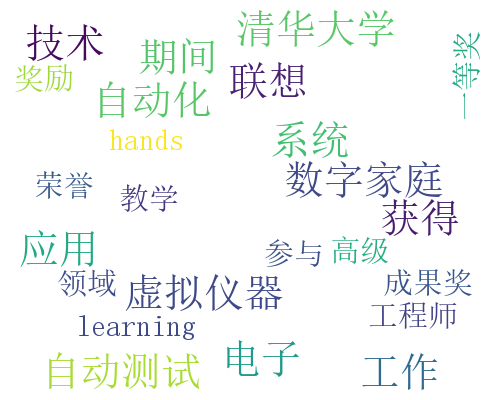 清华大学
技术
期间
一等奖
联想
奖励
自动化
hands
系统
数字家庭
荣誉
教学
获得
应用
参与
高级
领域
虚拟仪器
成果奖
工程师
learning
自动测试
电子
工作